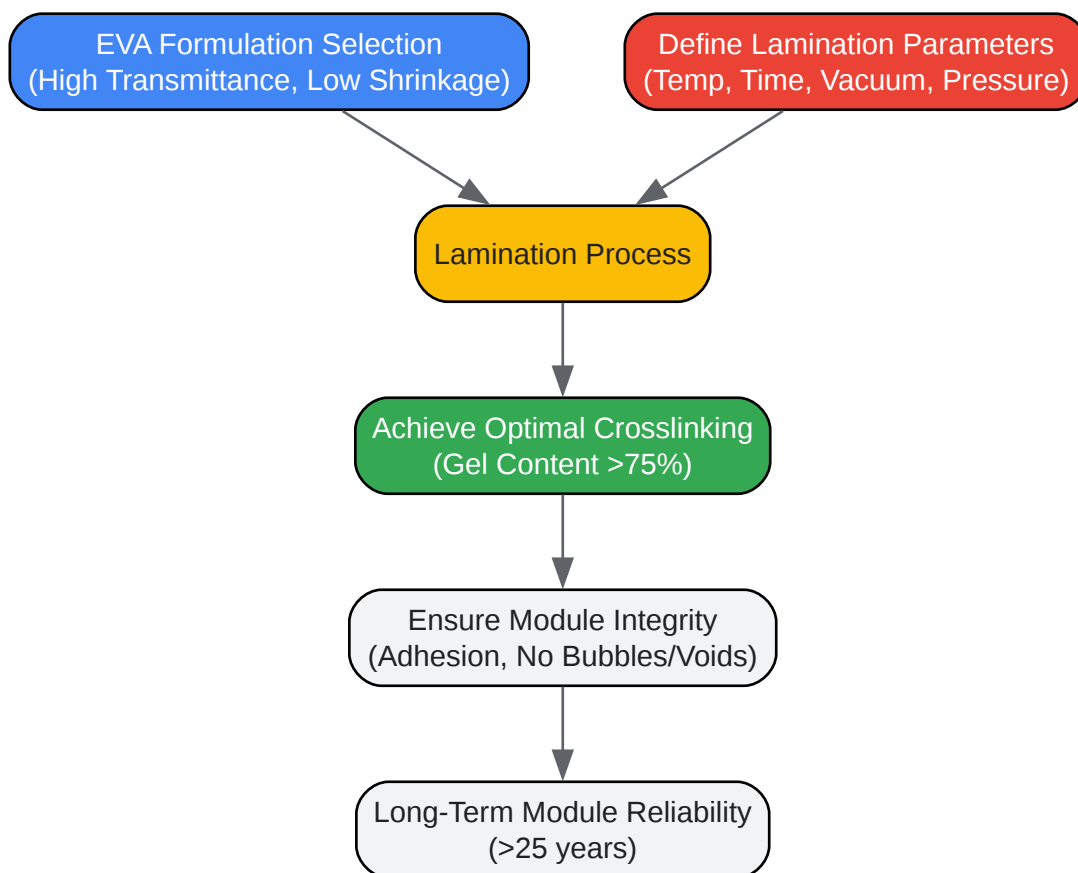 EVA Formulation Selection
(High Transmittance, Low Shrinkage)
Define Lamination Parameters
(Temp, Time, Vacuum, Pressure)
Lamination Process
Achieve Optimal Crosslinking
(Gel Content >75%)
Ensure Module Integrity
(Adhesion, No Bubbles/Voids)
Long-Term Module Reliability
(>25 years)